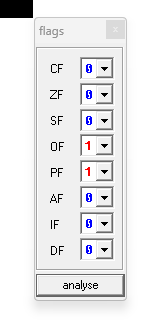 flags
CF 0
ZF 0
SF 0
OF 1
PF 1
AF 0
IF 0
DF 0
analyse